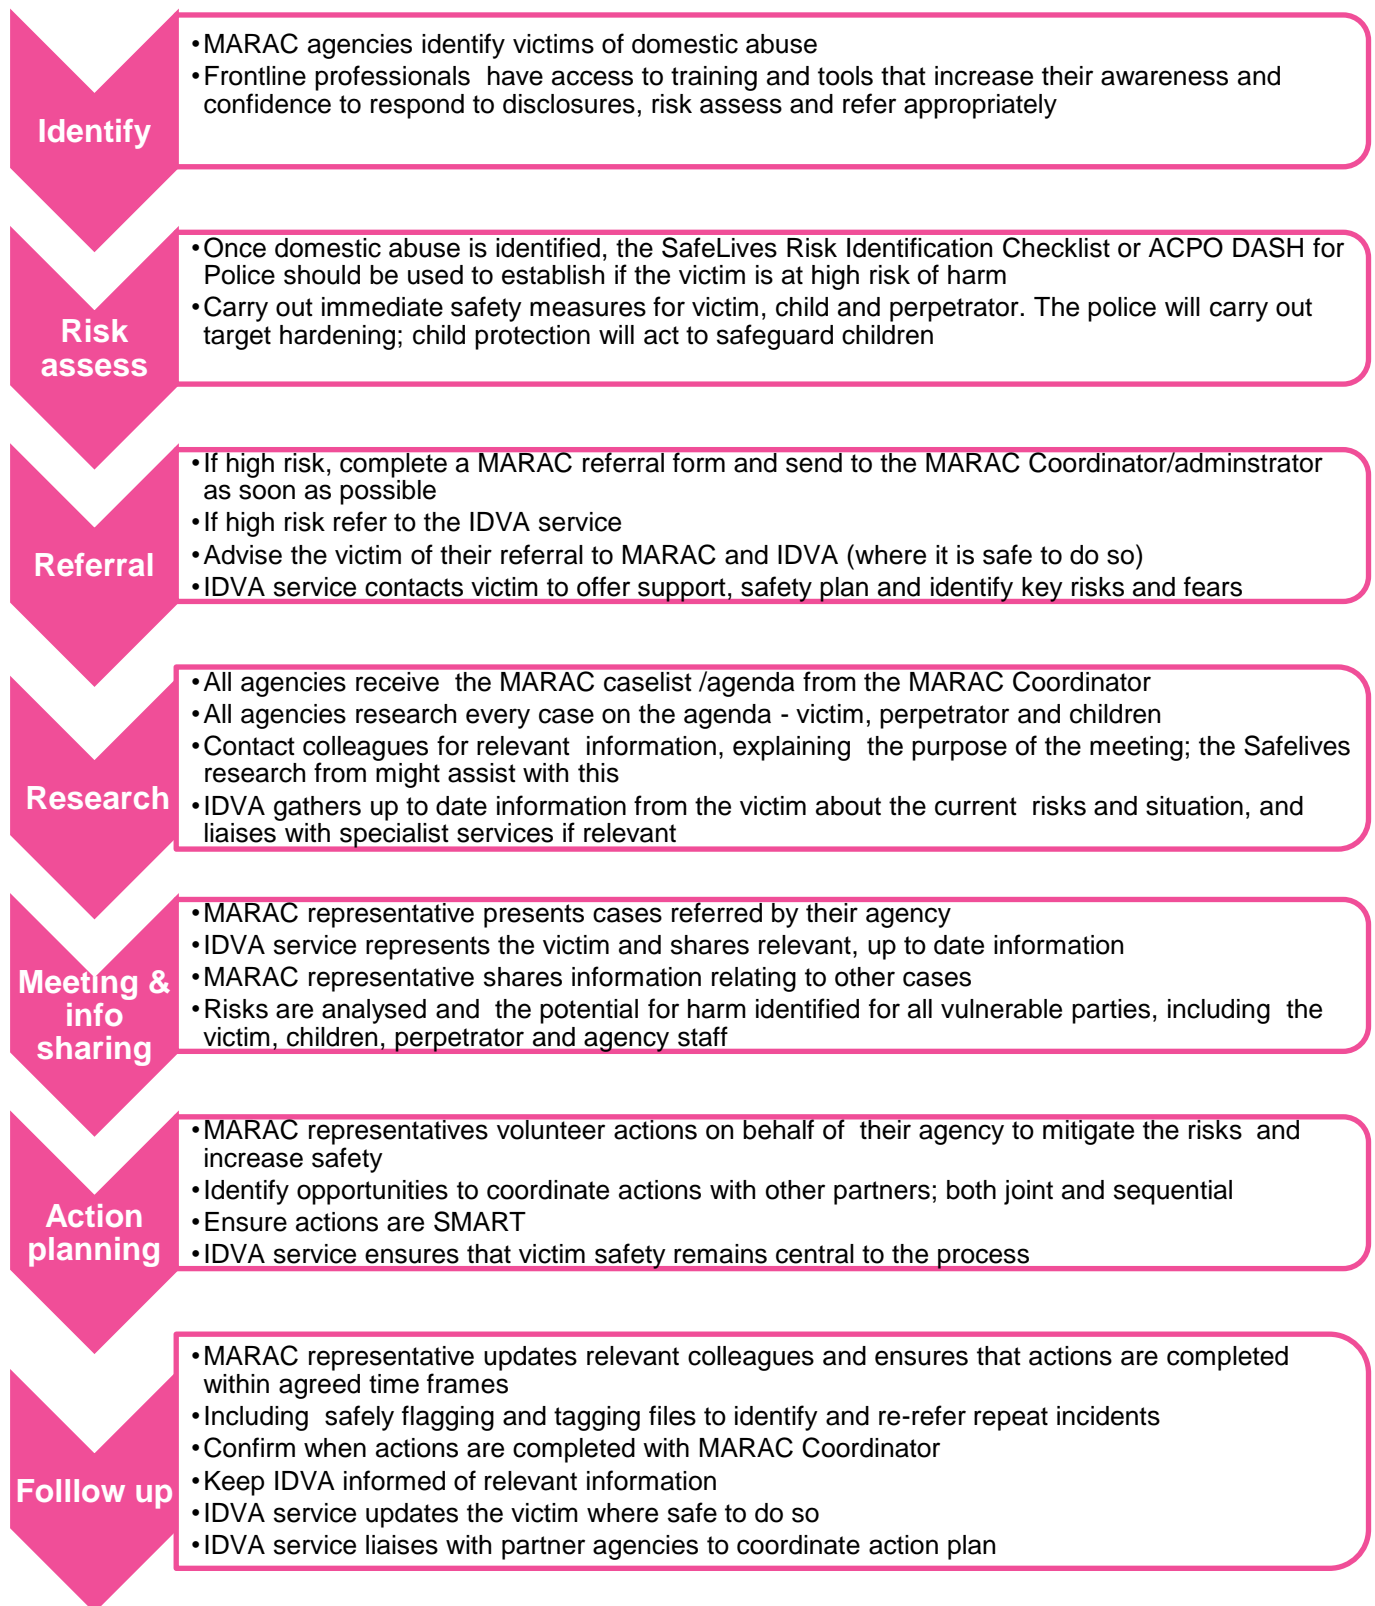 Identify
•MARAC agencies identify victims of domestic abuse
•Frontline professionals have access to training and tools that increase their awareness and
confidence to respond to disclosures, risk assess and refer appropriately
Risk
assess
•Once domestic abuse is identified, the SafeLives Risk Identification Checklist or ACPO DASH for
Police should be used to establish if the victim is at high risk of harm
•Carry out immediate safety measures for victim, child and perpetrator. The police will carry out
target hardening; child protection will act to safeguard children
Referral
•If high risk, complete a MARAC referral form and send to the MARAC Coordinator/adminstrator
as soon as possible
•If high risk refer to the IDVA service
•Advise the victim of their referral to MARAC and IDVA (where it is safe to do so)
•IDVA service contacts victim to offer support, safety plan and identify key risks and fears
Research
•All agencies receive the MARAC caselist /agenda from the MARAC Coordinator
•All agencies research every case on the agenda - victim, perpetrator and children
•Contact colleagues for relevant information, explaining the purpose of the meeting; the Safelives
research from might assist with this
•IDVA gathers up to date information from the victim about the current risks and situation, and
liaises with specialist services if relevant
Meeting &
info
sharing
•MARAC representative presents cases referred by their agency
•IDVA service represents the victim and shares relevant, up to date information
•MARAC representative shares information relating to other cases
•Risks are analysed and the potential for harm identified for all vulnerable parties, including the
victim, children, perpetrator and agency staff
Action
planning
•MARAC representatives volunteer actions on behalf of their agency to mitigate the risks and
increase safety
•Identify opportunities to coordinate actions with other partners; both joint and sequential
•Ensure actions are SMART
•IDVA service ensures that victim safety remains central to the process
Folllow up
•MARAC representative updates relevant colleagues and ensures that actions are completed
within agreed time frames
•Including safely flagging and tagging files to identify and re-refer repeat incidents
•Confirm when actions are completed with MARAC Coordinator
•Keep IDVA informed of relevant information
•IDVA service updates the victim where safe to do so
•IDVA service liaises with partner agencies to coordinate action plan